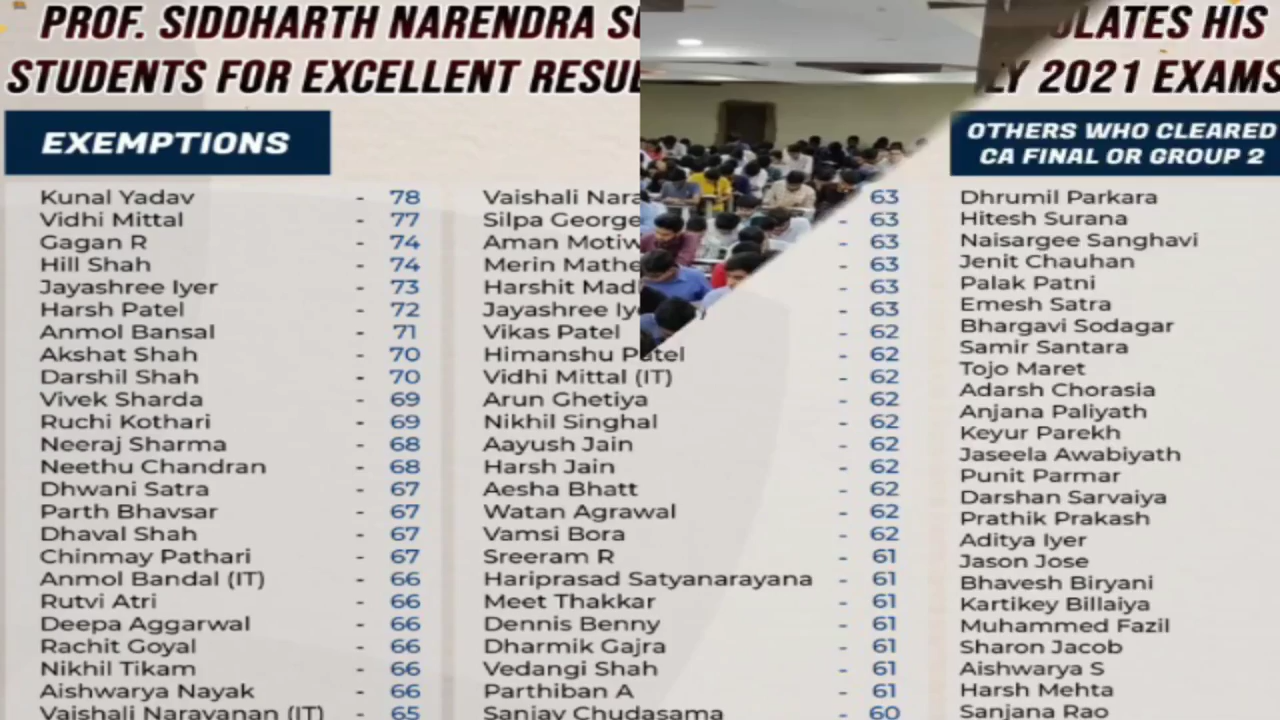 PROF. SIDDHARTH NARENDRA HIS
STUDENTS FOR EXCELLENT 2021 EXAMS
EXEMPTIONS
Kunal Yadav - 78
Vidhi Mittal - 77
Gagan R - 74
Hill Shah - 74
Jayashree Iyer - 73
Harsh Patel - 72
Anmol Bansal - 71
Akshat Shah - 70
Darshil Shah - 70
Vivek Sharda - 69
Ruchi Kothari - 69
Neeraj Sharma - 68
Neethu Chandran - 68
Dhwani Satra - 67
Parth Bhavsar - 67
Dhaval Shah - 67
Chinmay Pathari - 67
Anmol Bandal (IT) - 66
Rutvi Atri - 66
Deepa Aggarwal - 66
Rachit Goyal - 66
Nikhil Tikam - 66
Aishwarya Nayak - 66
Vaishali Narayanan (IT) - 65
Vaishali - 63
Silpa George - 63
Aman - 63
Merin - 63
Harshit - 63
Jayashree - 63
Vikas Patel - 62
Himanshu Patel - 62
Vidhi Mittal (IT) - 62
Arun Ghetiya - 62
Nikhil Singhal - 62
Aayush Jain - 62
Harsh Jain - 62
Aesha Bhatt - 62
Watan Agrawal - 62
Vamsi Bora - 62
Sreeram R - 61
Hariprasad Satyanarayana - 61
Meet Thakkar - 61
Dennis Benny - 61
Dharmik Gajra - 61
Vedangi Shah - 61
Parthiban A - 61
Sanjay Chudasama - 60
OTHERS WHO CLEARED
CA FINAL OR GROUP 2
Dhrumil Parkara
Hitesh Surana
Naisargee Sanghavi
Jenit Chauhan
Palak Patni
Emesh Satra
Bhargavi Sodagar
Samir Santara
Tojo Maret
Adarsh Chorasia
Anjana Paliyath
Keyur Parekh
Jaseela Awabiyath
Punit Parmar
Darshan Sarvaiya
Prathik Prakash
Aditya Iyer
Jason Jose
Bhavesh Biryani
Kartikey Billaiya
Muhammed Fazil
Sharon Jacob
Aishwarya S
Harsh Mehta
Sanjana Rao